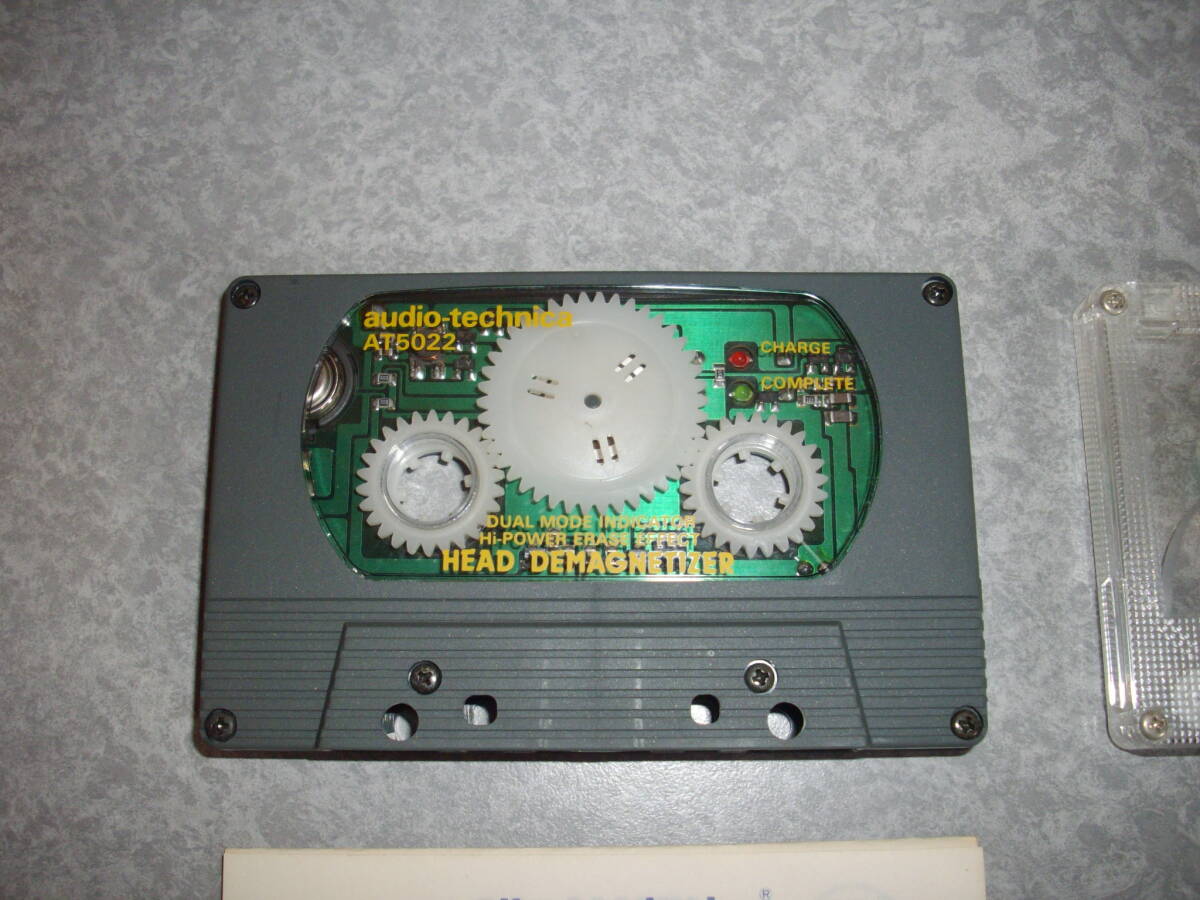 audio-technica
AT5022
CHARGE
COMPLETE
DUAL MODE INDICATOR
Hi-POWER ERASE EFFECT
HEAD DEMAGNETIZER
®